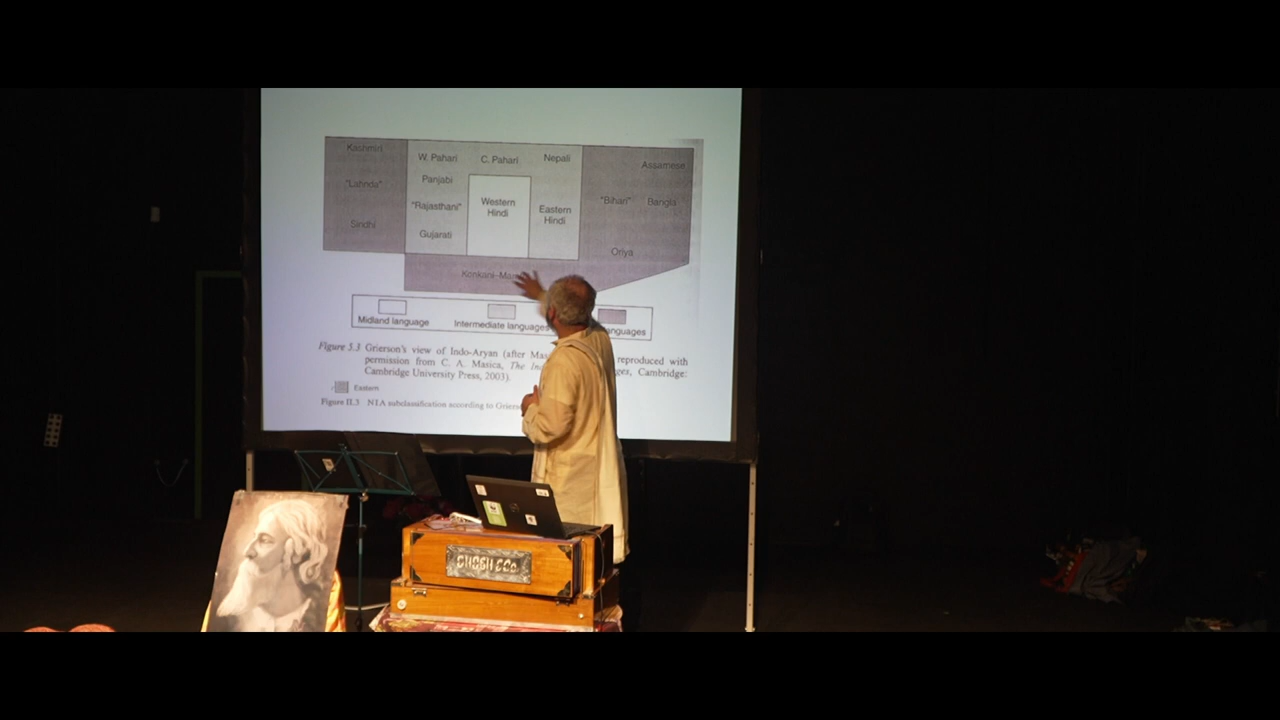 Kashmiri
"Lahnda"
Sindhi
W. Pahari
C. Pahari
Nepali
Panjabi
"Rajasthani"
Gujarati
Western
Hindi
Eastern
Hindi
Assamese
"Bihari"
Bangla
Oriya
Konkani–
Midland language
Intermediate languages
Figure 5.3 Grierson's view of Indo-Aryan (after
reproduced with
permission from C. A. Masica, The
Cambridge:
Cambridge University Press, 2003).
Eastern
Figure II.3 NIA subclassification according to